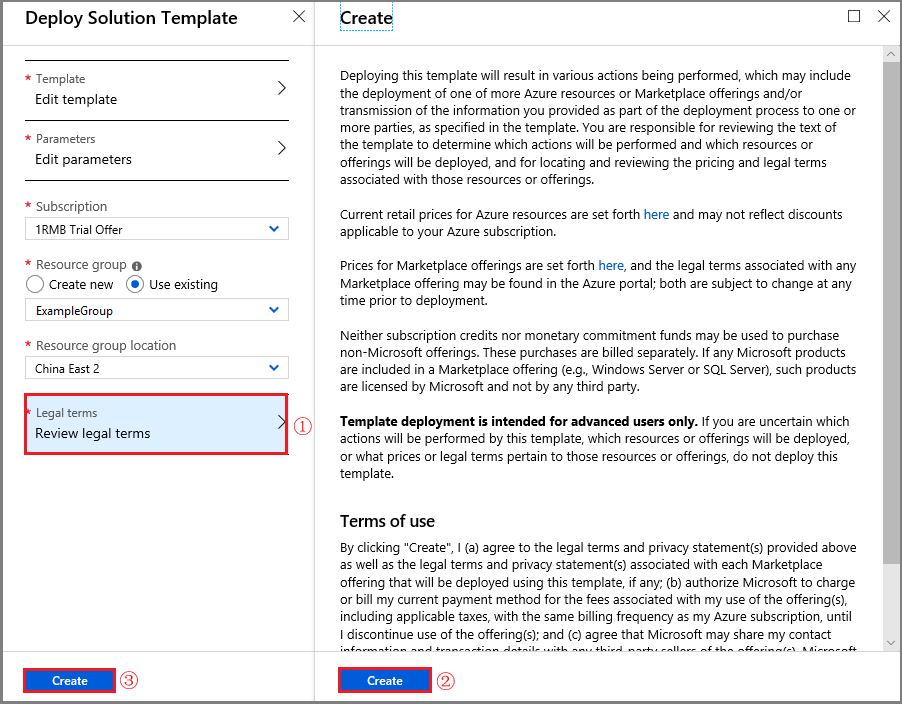 Deploy Solution Template
* Template
Edit template
* Parameters
Edit parameters
* Subscription
1RMB Trial Offer
* Resource group
Create new
Use existing
ExampleGroup
* Resource group location
China East 2
* Legal terms
Review legal terms
①
Create
③
Create
Deploying this template will result in various actions being performed, which may include
the deployment of one of more Azure resources or Marketplace offerings and/or
transmission of the information you provided as part of the deployment process to one or
more parties, as specified in the template. You are responsible for reviewing the text of
the template to determine which actions will be performed and which resources or
offerings will be deployed, and for locating and reviewing the pricing and legal terms
associated with those resources or offerings.
Current retail prices for Azure resources are set forth here and may not reflect discounts
applicable to your Azure subscription.
Prices for Marketplace offerings are set forth here, and the legal terms associated with any
Marketplace offering may be found in the Azure portal; both are subject to change at any
time prior to deployment.
Neither subscription credits nor monetary commitment funds may be used to purchase
non-Microsoft offerings. These purchases are billed separately. If any Microsoft products
are included in a Marketplace offering (e.g., Windows Server or SQL Server), such products
are licensed by Microsoft and not by any third party.
Template deployment is intended for advanced users only. If you are uncertain which
actions will be performed by this template, which resources or offerings will be deployed,
or what prices or legal terms pertain to those resources or offerings, do not deploy this
template.
Terms of use
By clicking "Create", I (a) agree to the legal terms and privacy statement(s) provided above
as well as the legal terms and privacy statement(s) associated with each Marketplace
offering that will be deployed using this template, if any; (b) authorize Microsoft to charge
or bill my current payment method for the fees associated with my use of the offering(s),
including applicable taxes, with the same billing frequency as my Azure subscription, until
I discontinue use of the offering(s); and (c) agree that Microsoft may share my contact
information and transaction details with any third-party sellers of the offering(s). Microsoft
Create
②